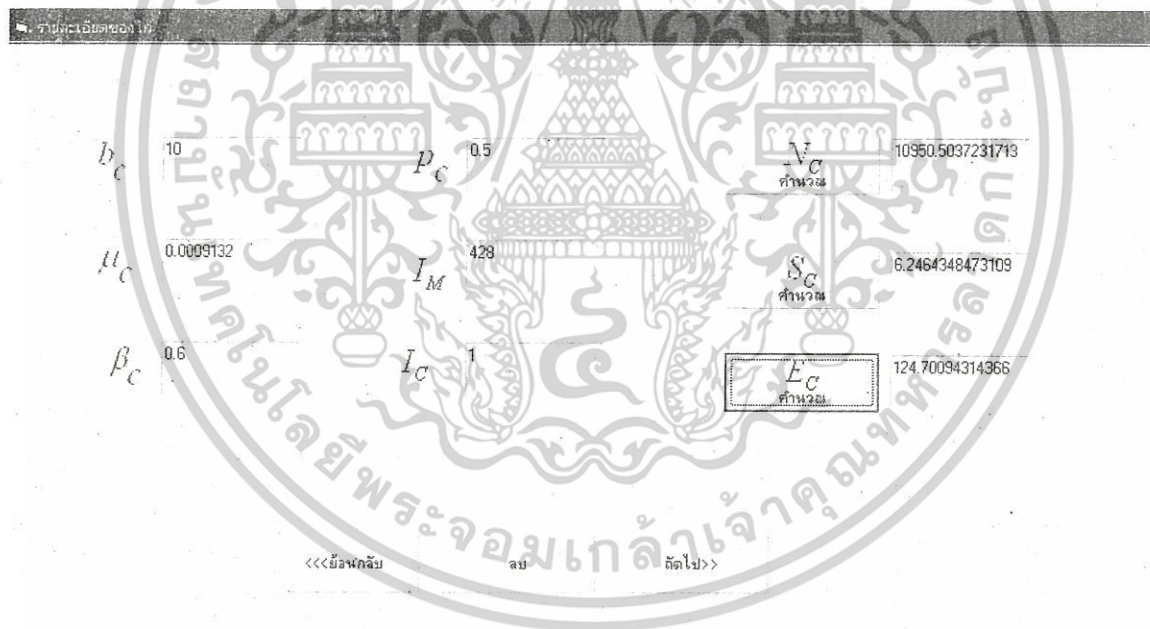 รายละเอียดของไก่
b_C 10 P_C 0.5 N_C คำนวณ 10950.5037231713
μ_C 0.0009132 I_M 428 S_C คำนวณ 6.2464348473109
β_C 0.6 I_C 1 E_C คำนวณ 124.70094314366
<<<ย้อนกลับ ลบ ถัดไป>>